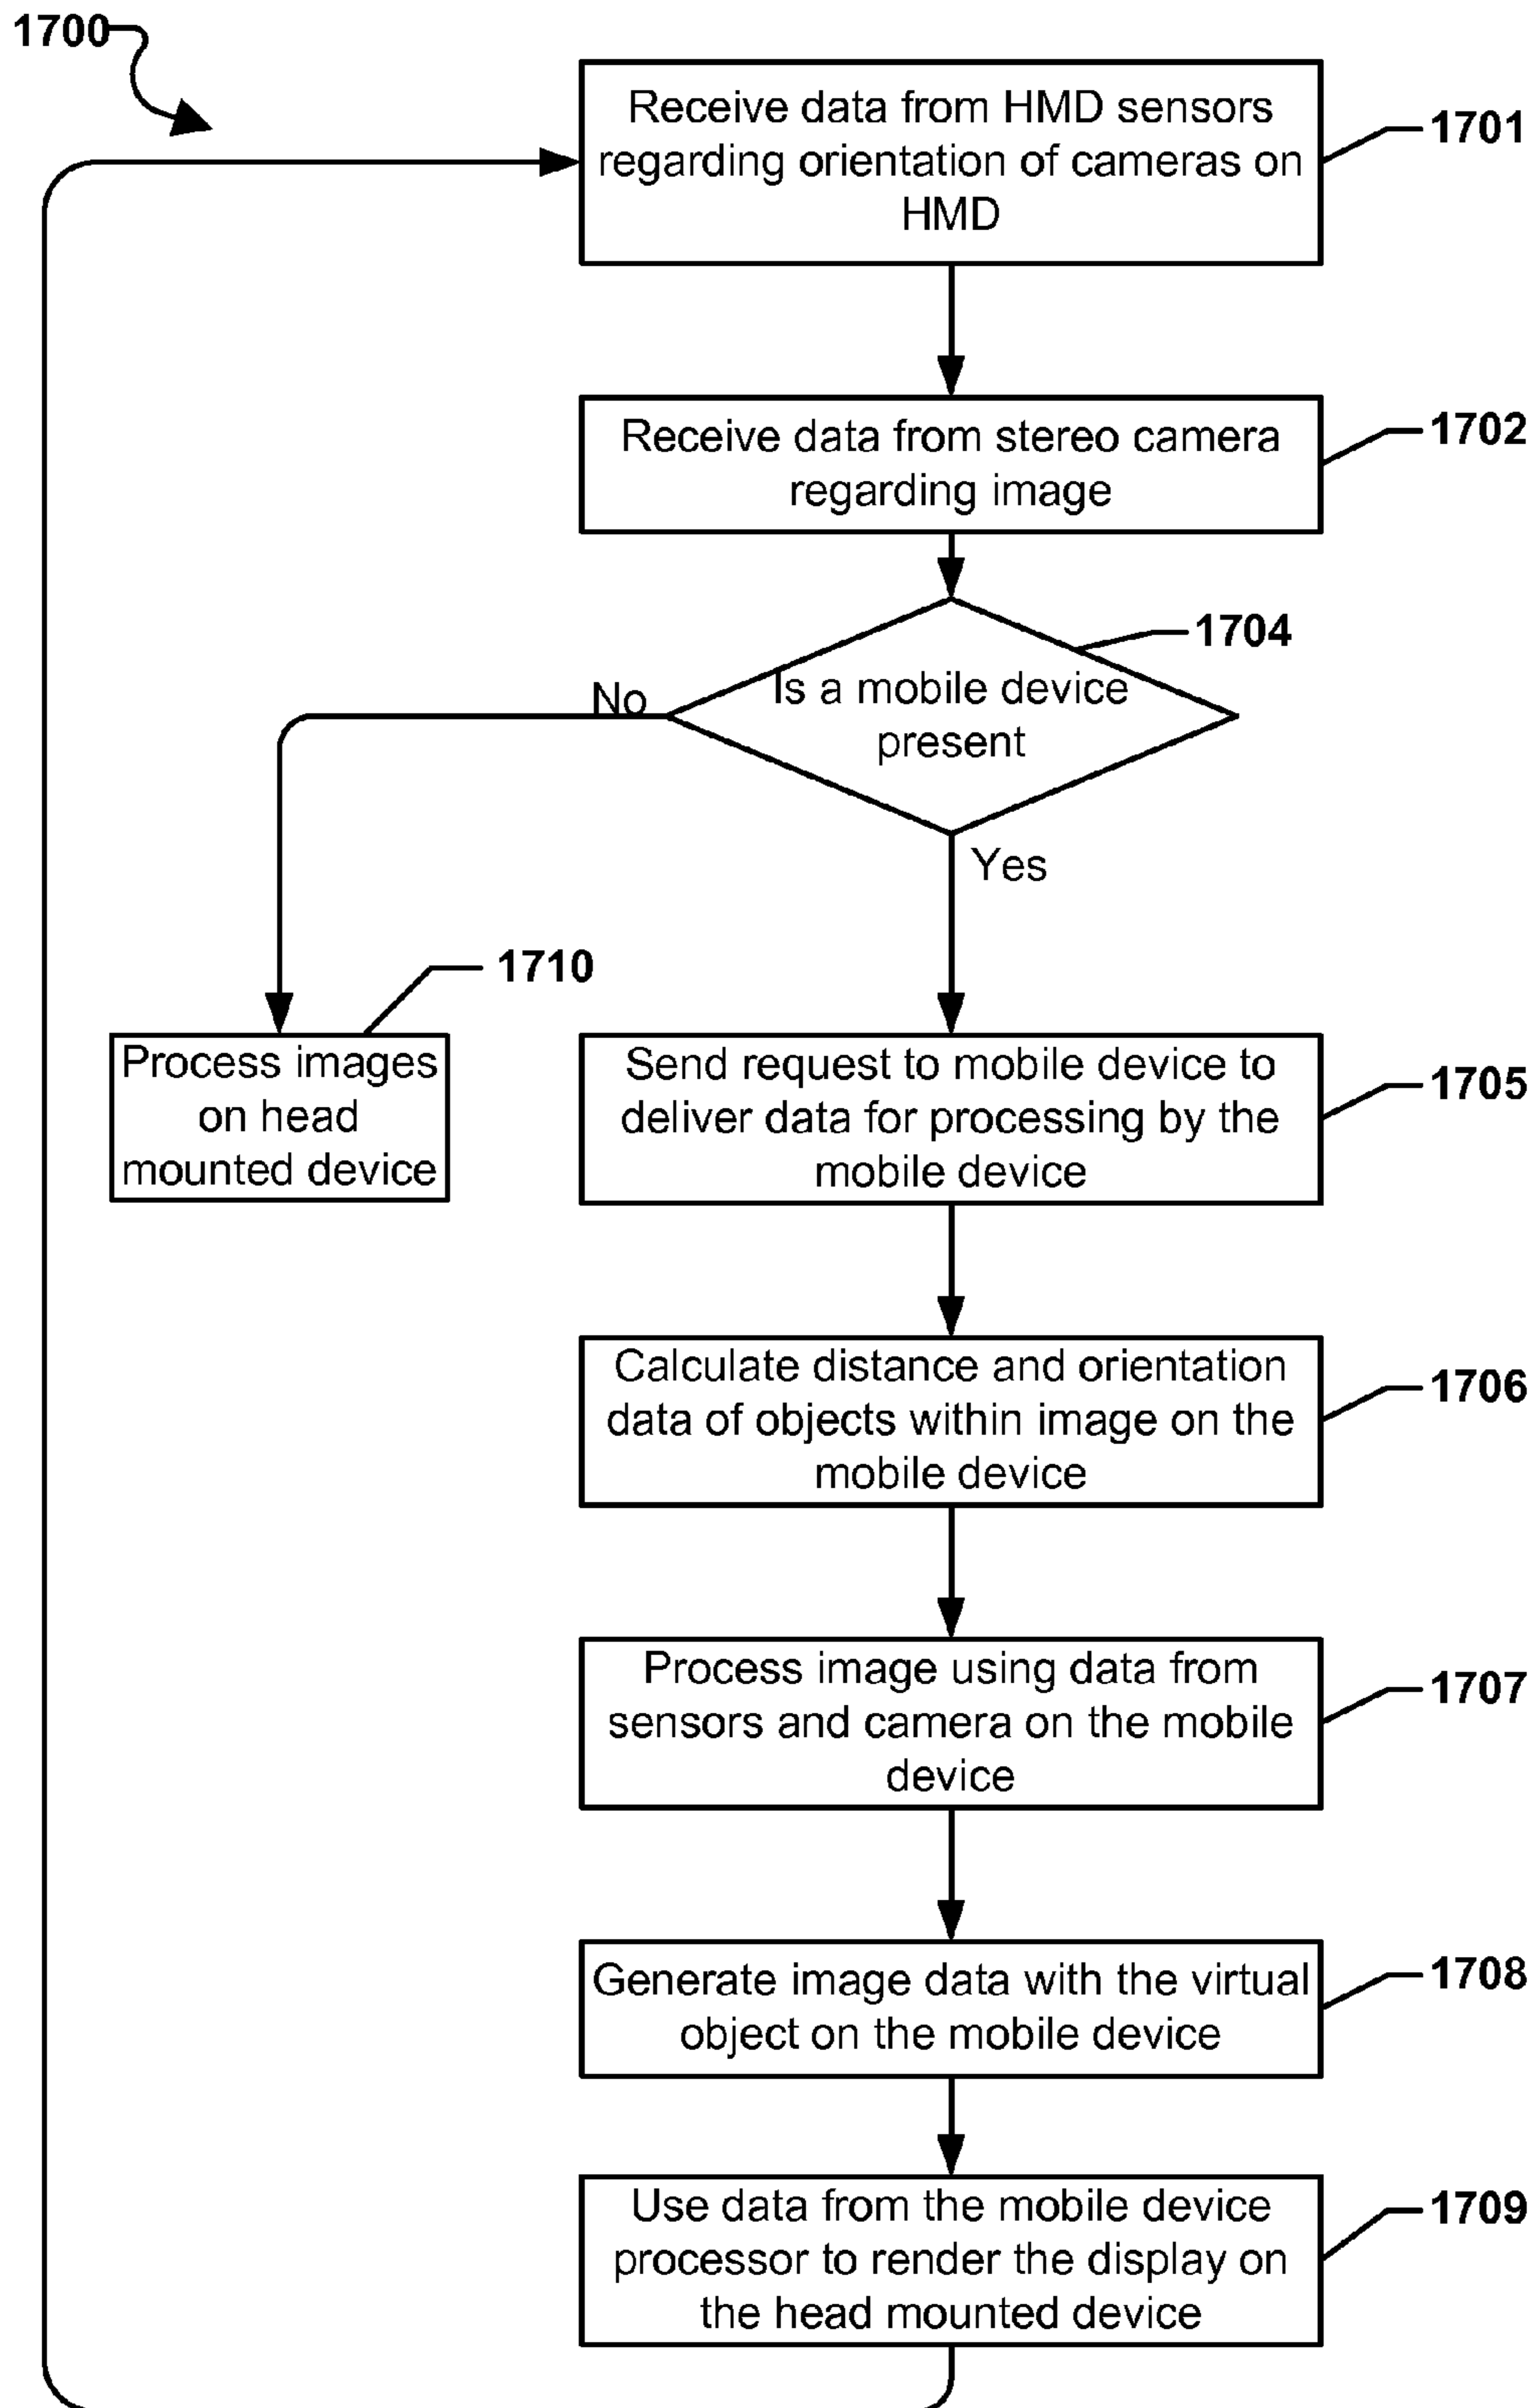 1700
Receive data from HMD sensors
regarding orientation of cameras on
HMD
1701
Receive data from stereo camera
regarding image
1702
1704
Is a mobile device
present
No
Yes
1710
Process images
on head
mounted device
Send request to mobile device to
deliver data for processing by the
mobile device
1705
Calculate distance and orientation
data of objects within image on the
mobile device
1706
Process image using data from
sensors and camera on the mobile
device
1707
Generate image data with the virtual
object on the mobile device
1708
Use data from the mobile device
processor to render the display on
the head mounted device
1709